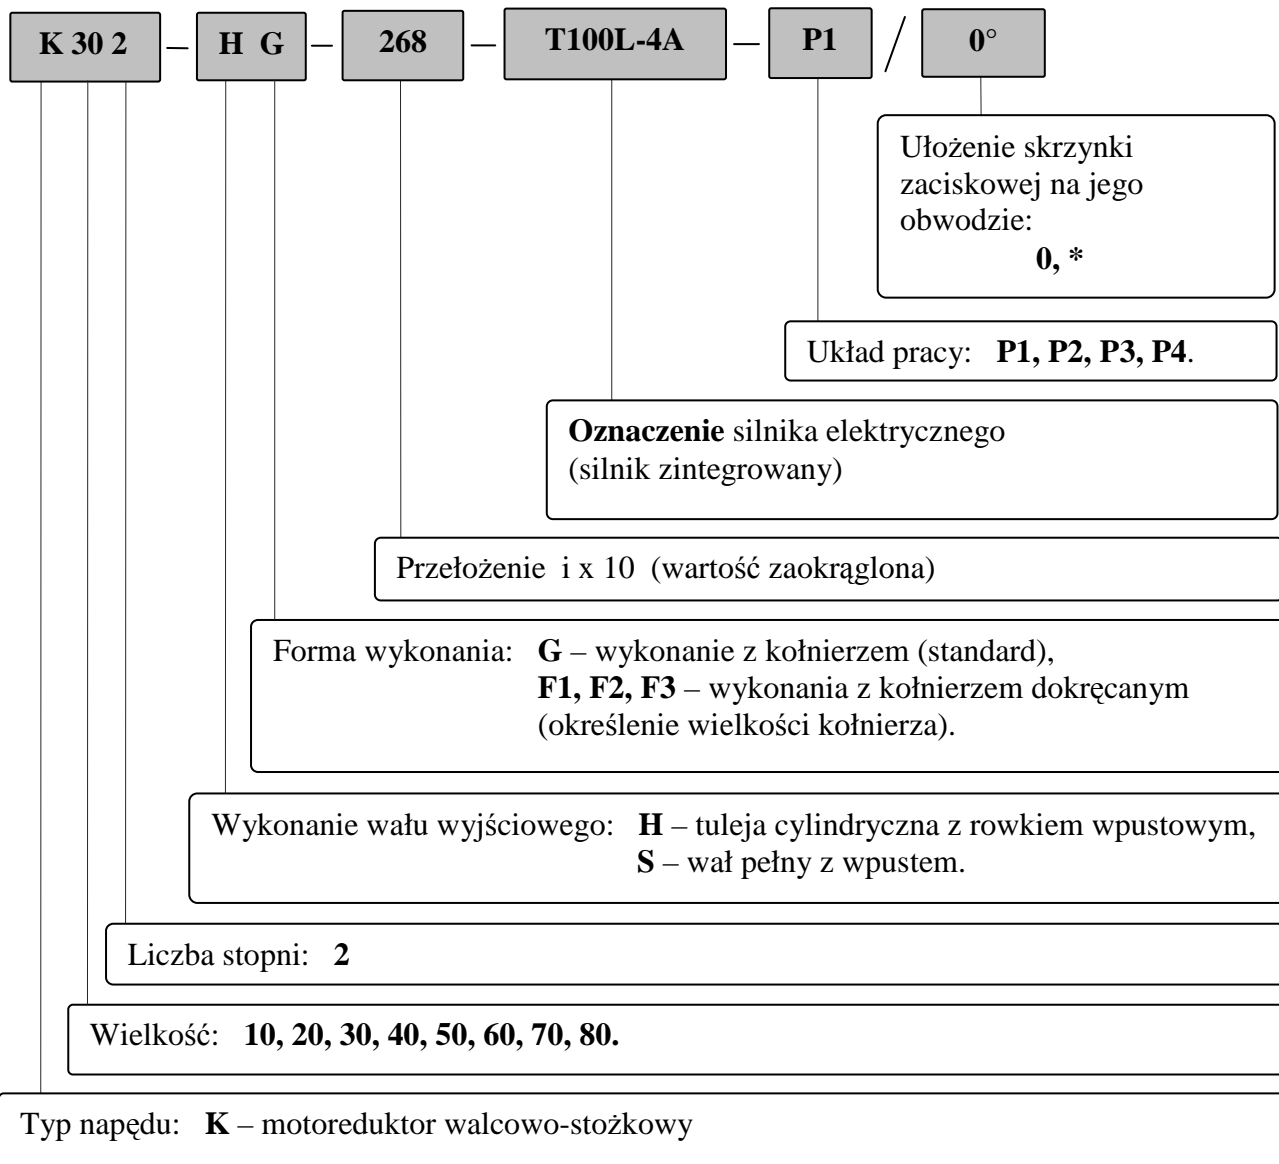 K 30 2 – H G – 268 – T100L-4A – P1 / 0°
Ułożenie skrzynki
zaciskowej na jego
obwodzie:
0, *
Układ pracy: P1, P2, P3, P4.
Oznaczenie silnika elektrycznego
(silnik zintegrowany)
Przełożenie i x 10 (wartość zaokrąglona)
Forma wykonania: G – wykonanie z kołnierzem (standard),
F1, F2, F3 – wykonania z kołnierzem dokręcanym
(określenie wielkości kołnierza).
Wykonanie wału wyjściowego: H – tuleja cylindryczna z rowkiem wpustowym,
S – wał pełny z wpustem.
Liczba stopni: 2
Wielkość: 10, 20, 30, 40, 50, 60, 70, 80.
Typ napędu: K – motoreduktor walcowo-stożkowy